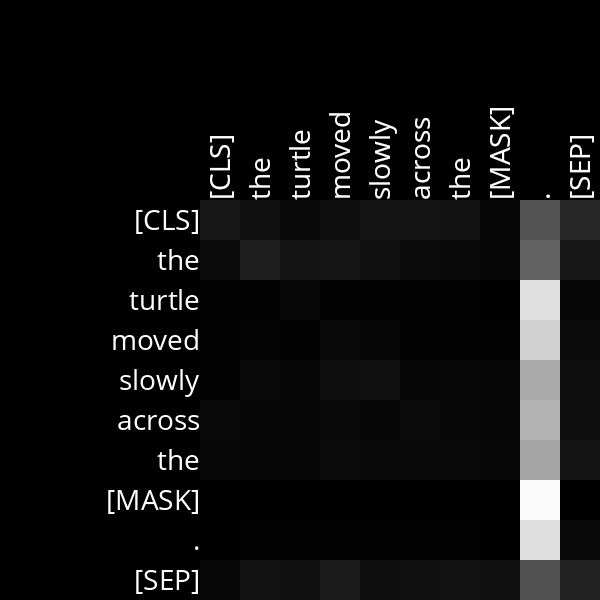 [CLS] the turtle moved slowly across the [MASK] . [SEP]
[CLS]
the
turtle
moved
slowly
across
the
[MASK]
.
[SEP]